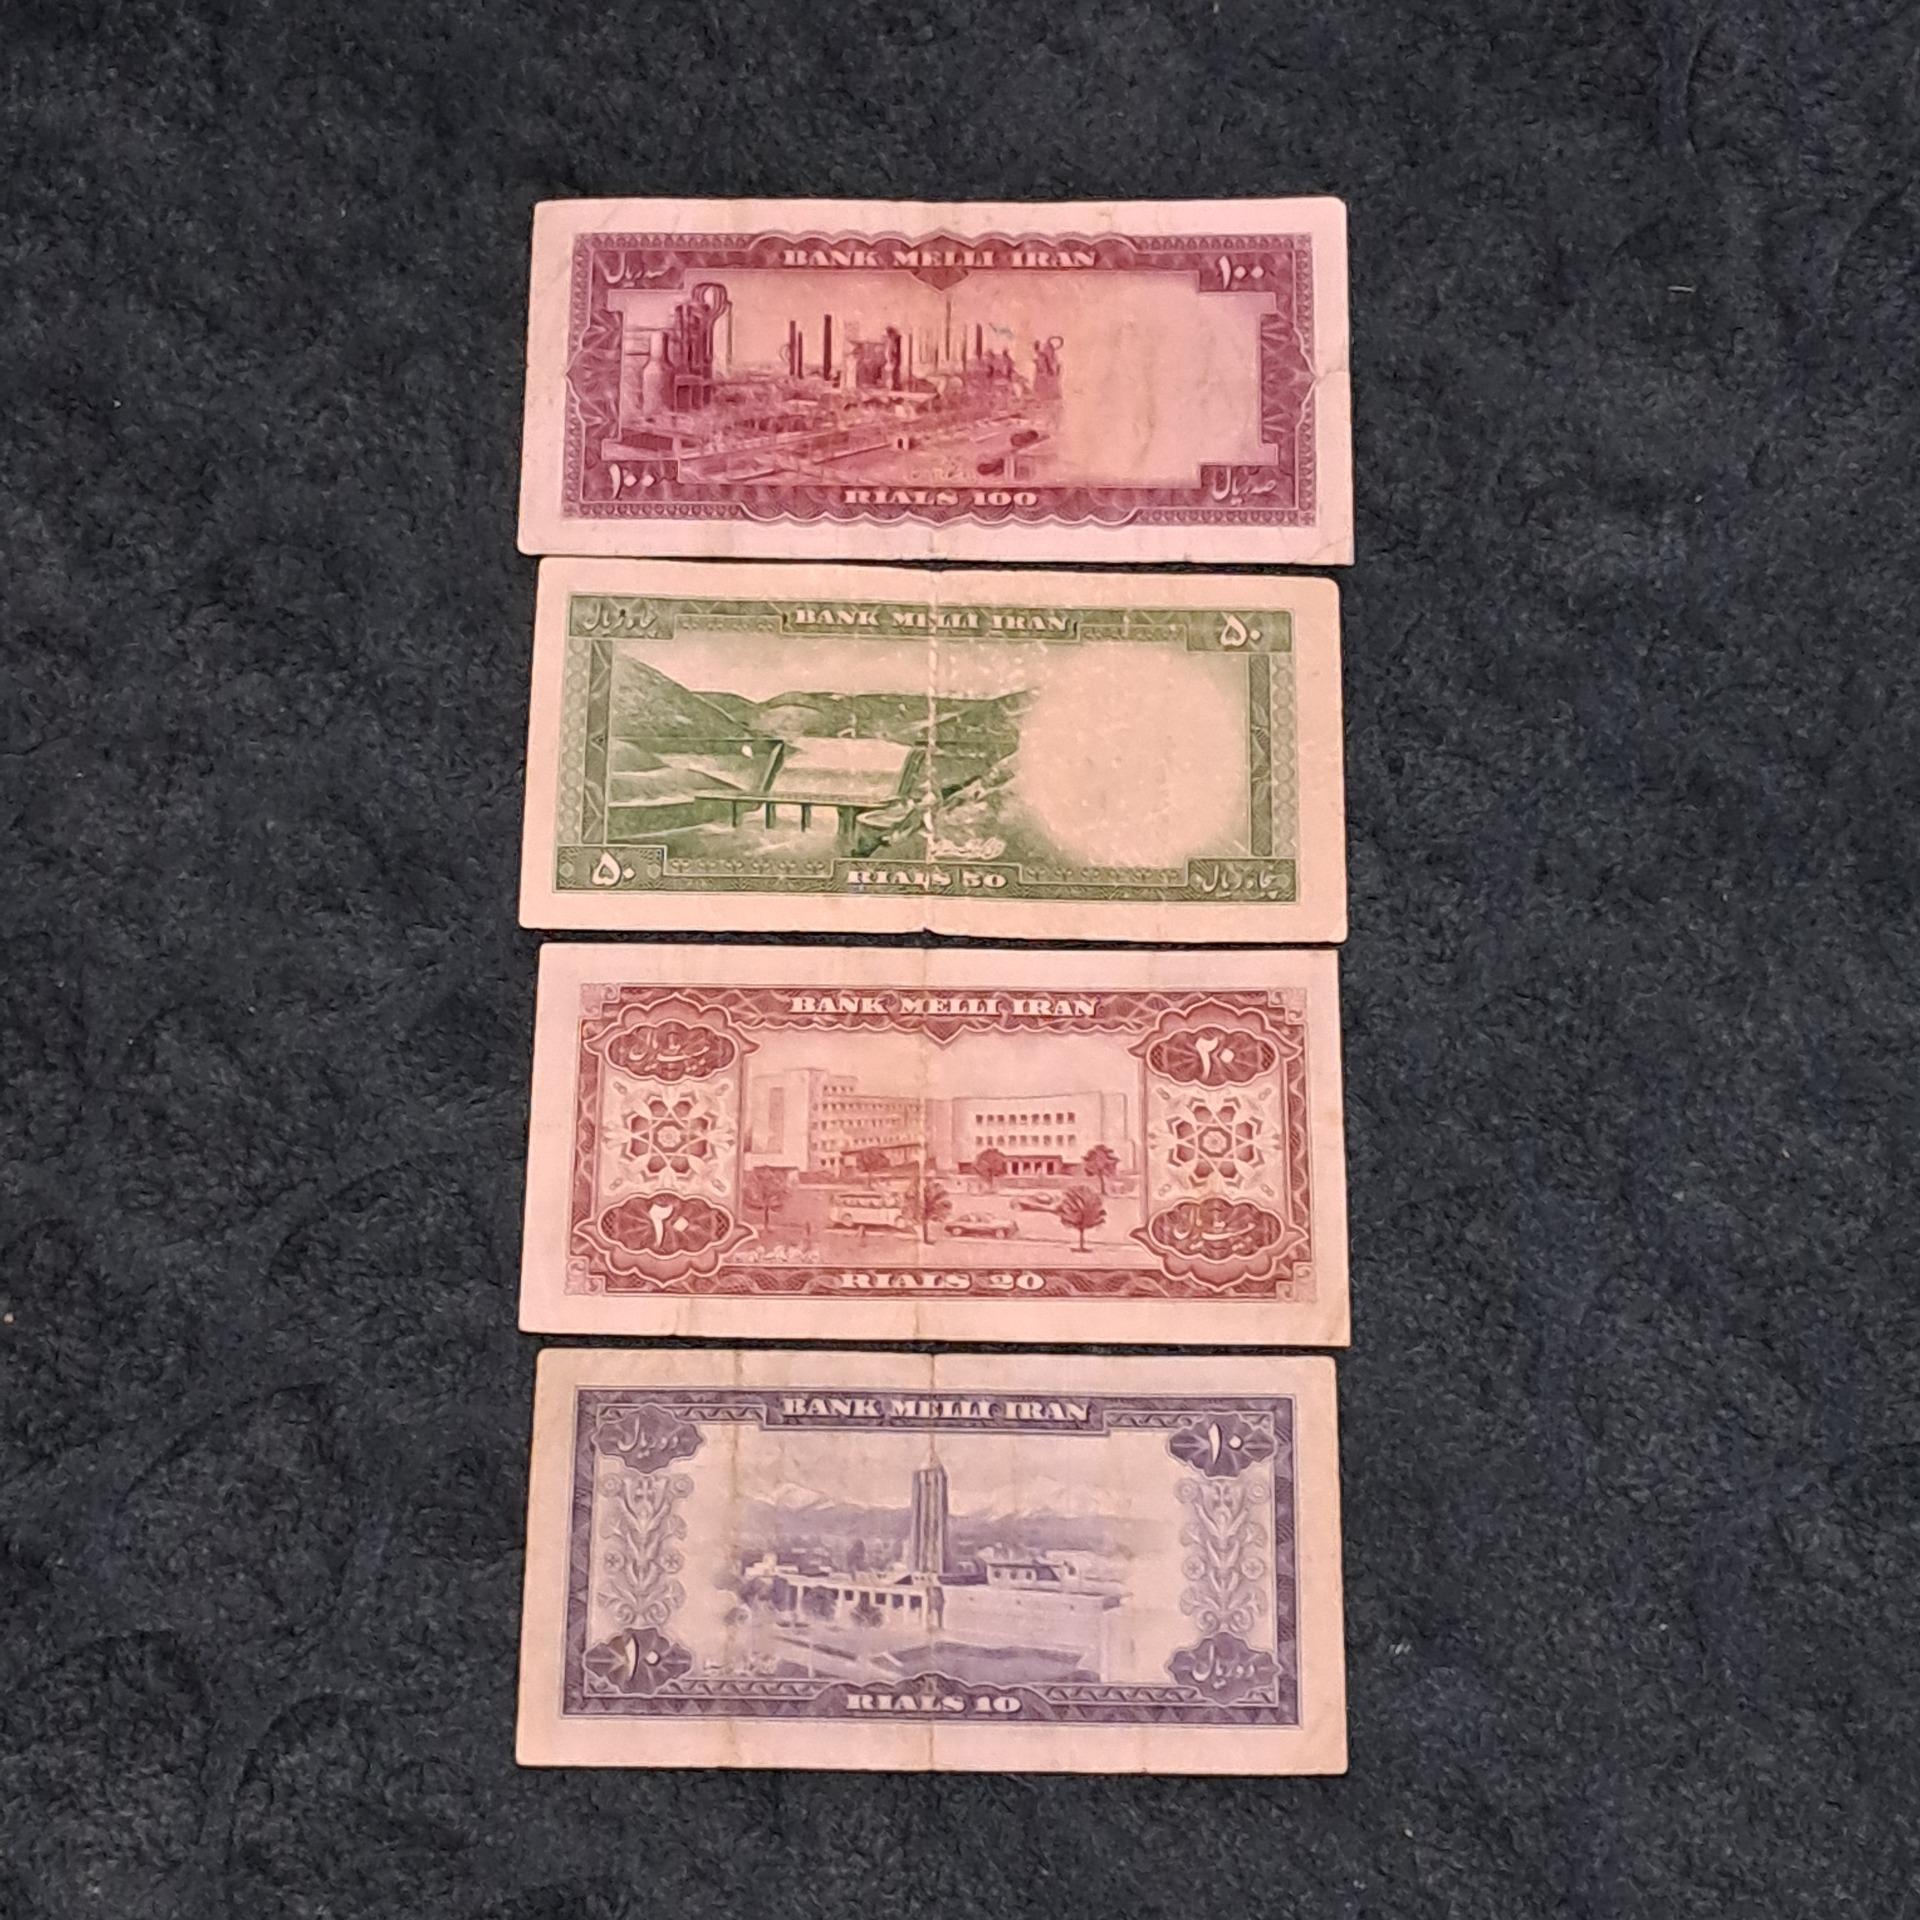 BANK MELLI IRAN
صد ریال
۱۰۰
۱۰۰
RIALS 100
صد ریال
BANK MELLI IRAN
پنجاه ریال
۵۰
۵۰
RIALS 50
پنجاه ریال
BANK MELLI IRAN
بیست ریال
۲۰
۲۰
بیست ریال
RIALS 20
BANK MELLI IRAN
ده ریال
۱۰
۱۰
ده ریال
RIALS 10